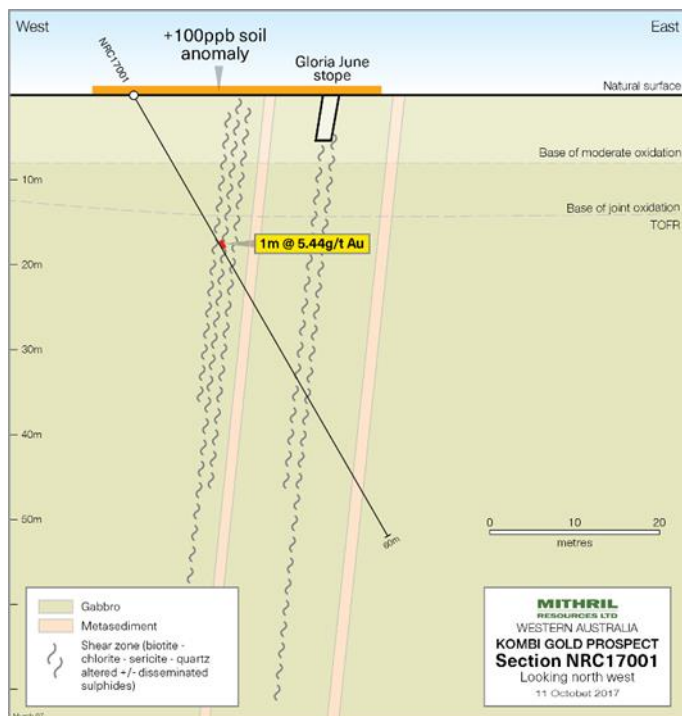 West
East
NRC17001
+100ppb soil
anomaly
Gloria June
stope
Natural surface
Base of moderate oxidation
10m
Base of joint oxidation
TOFR
1m @ 5.44g/t Au
20m
30m
40m
50m
60m
0 10 20
metres
Gabbro
Metasediment
Shear zone (biotite -
chlorite - sericite - quartz
altered +/- disseminated
sulphides)
MITHRIL
RESOURCES LTD
WESTERN AUSTRALIA
KOMBI GOLD PROSPECT
Section NRC17001
Looking north west
11 October 2017